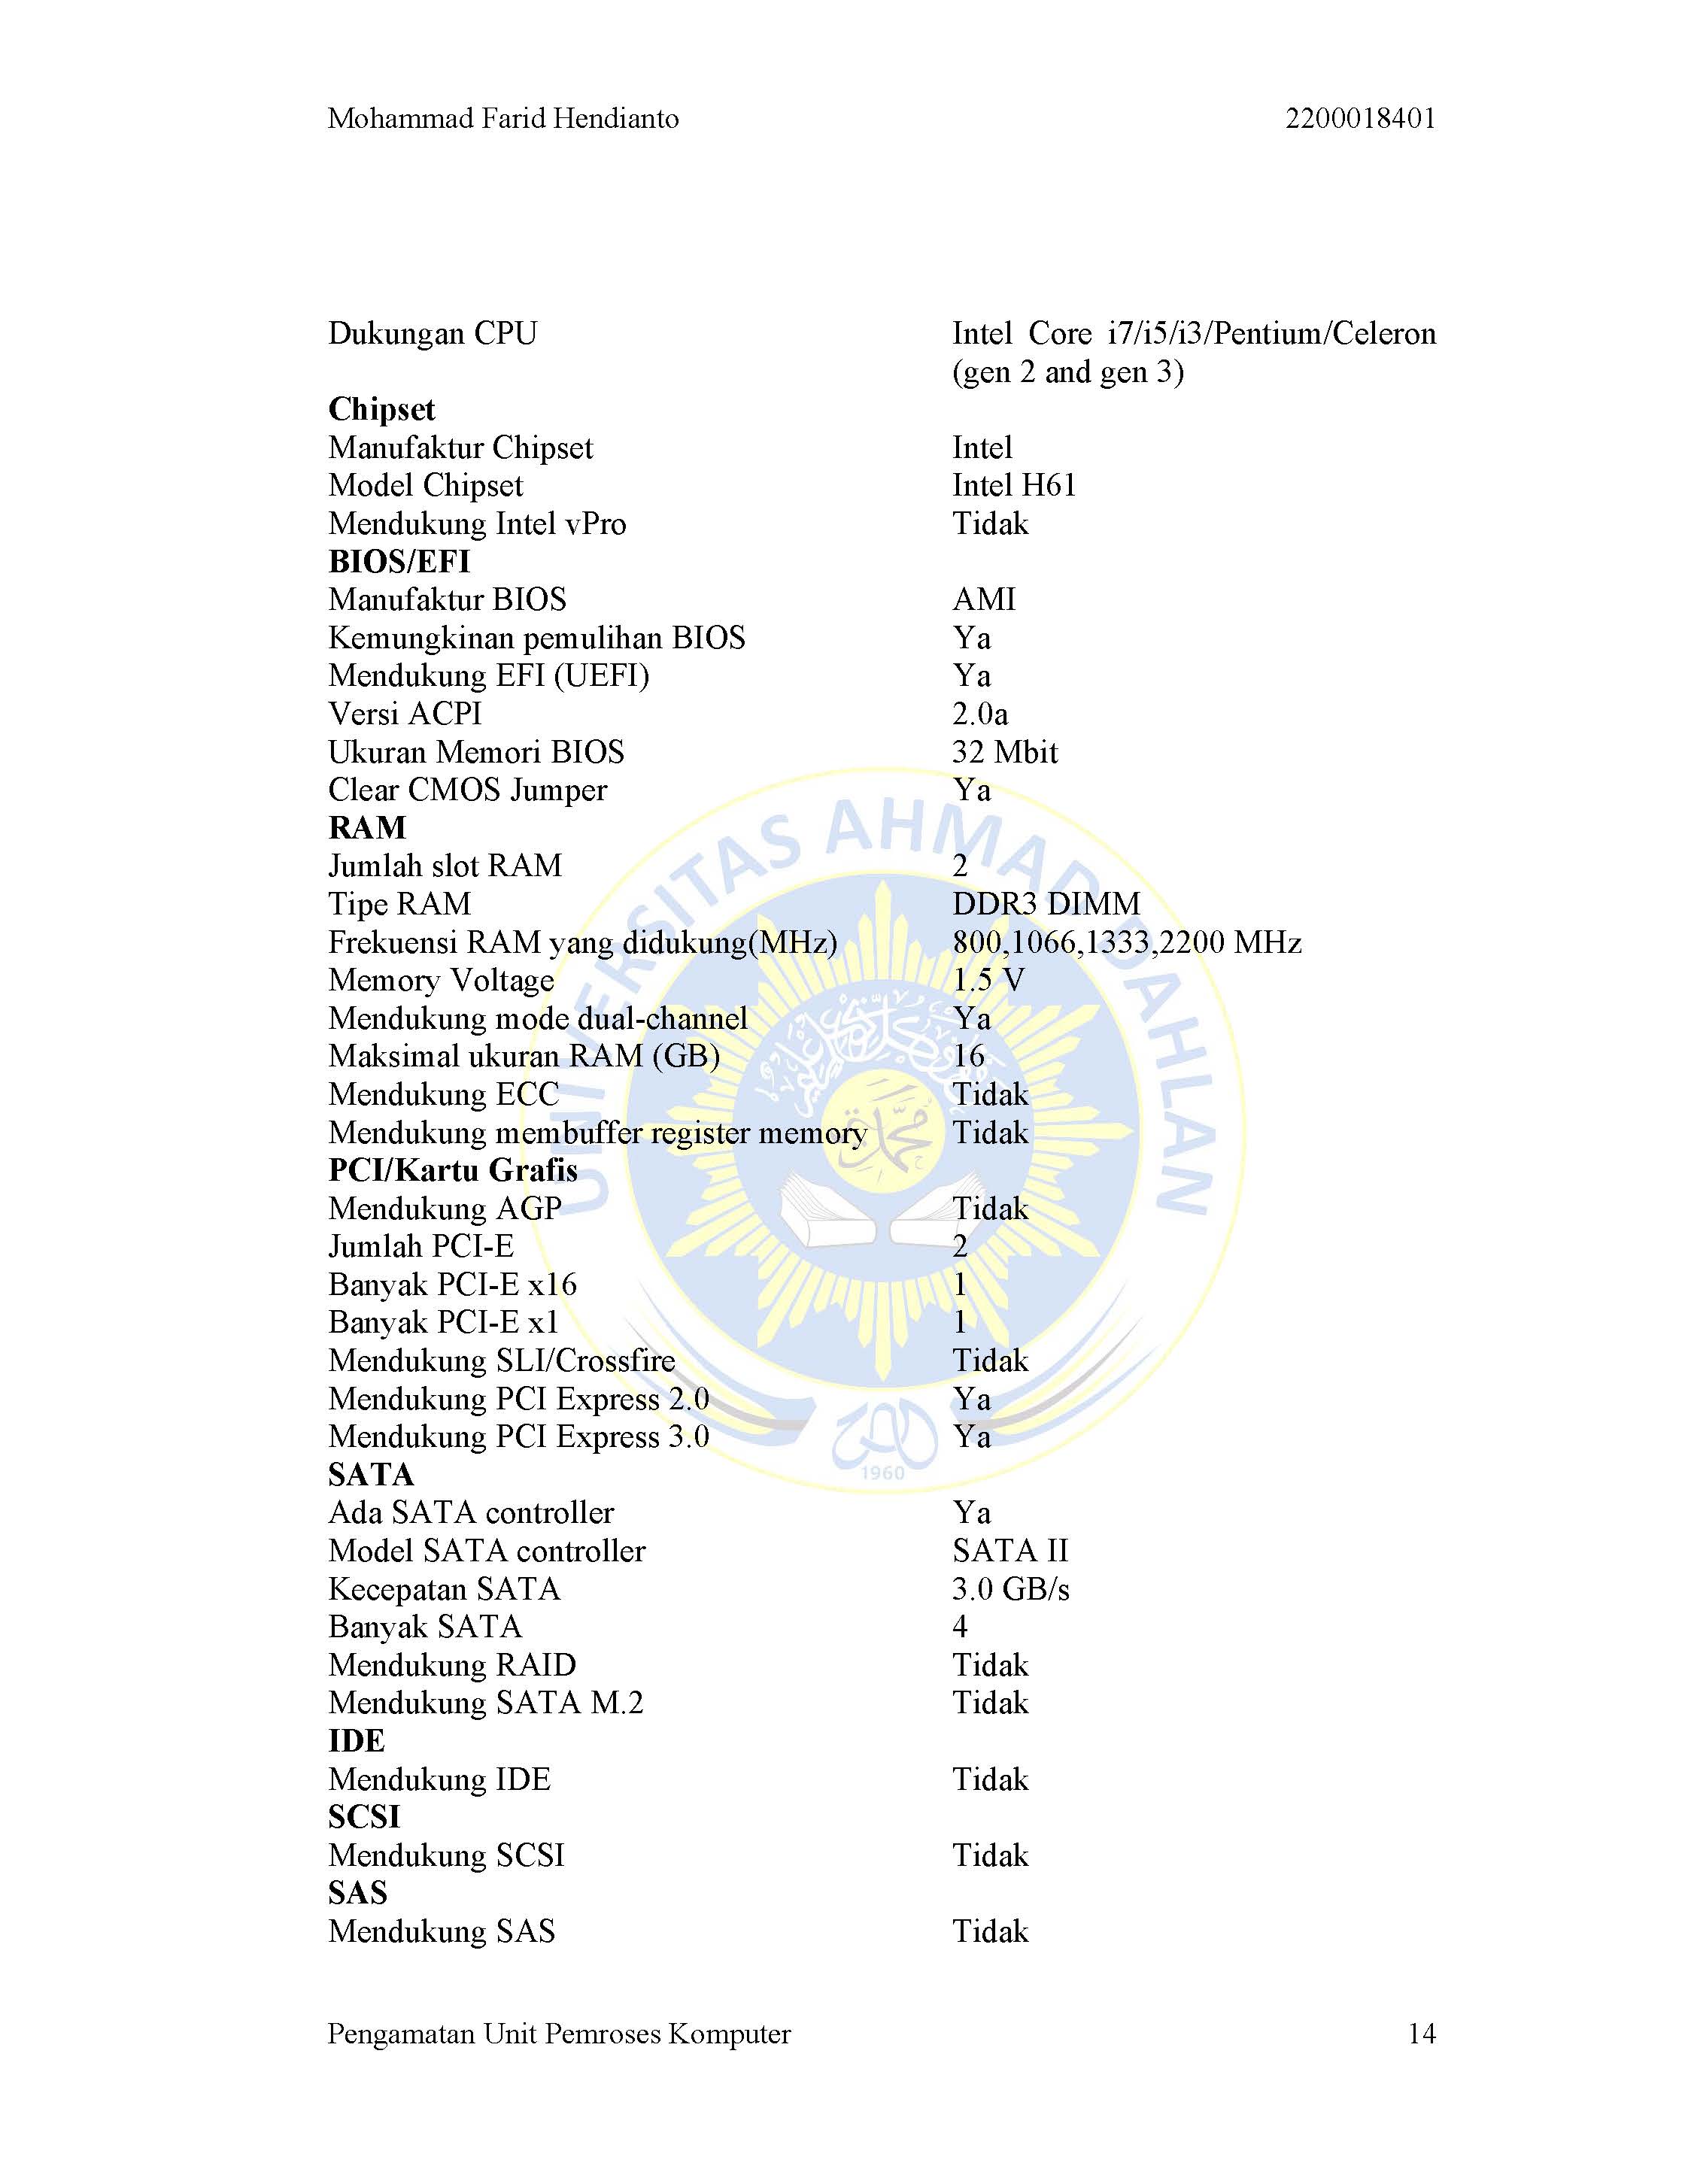 Mohammad Farid Hendianto 2200018401
Dukungan CPU Intel Core i7/i5/i3/Pentium/Celeron
(gen 2 and gen 3)
Chipset
Manufaktur Chipset Intel
Model Chipset Intel H61
Mendukung Intel vPro Tidak
BIOS/EFI
Manufaktur BIOS AMI
Kemungkinan pemulihan BIOS Ya
Mendukung EFI (UEFI) Ya
Versi ACPI 2.0a
Ukuran Memori BIOS 32 Mbit
Clear CMOS Jumper Ya
RAM
Jumlah slot RAM 2
Tipe RAM DDR3 DIMM
Frekuensi RAM yang didukung(MHz) 800,1066,1333,2200 MHz
Memory Voltage 1.5 V
Mendukung mode dual-channel Ya
Maksimal ukuran RAM (GB) 16
Mendukung ECC Tidak
Mendukung membuffer register memory Tidak
PCI/Kartu Grafis
Mendukung AGP Tidak
Jumlah PCI-E 2
Banyak PCI-E x16 1
Banyak PCI-E x1 1
Mendukung SLI/Crossfire Tidak
Mendukung PCI Express 2.0 Ya
Mendukung PCI Express 3.0 Ya
SATA
Ada SATA controller Ya
Model SATA controller SATA II
Kecepatan SATA 3.0 GB/s
Banyak SATA 4
Mendukung RAID Tidak
Mendukung SATA M.2 Tidak
IDE
Mendukung IDE Tidak
SCSI
Mendukung SCSI Tidak
SAS
Mendukung SAS Tidak
UNIVERSITAS AHMAD DAHLAN
محمد
1960
Pengamatan Unit Pemroses Komputer 14